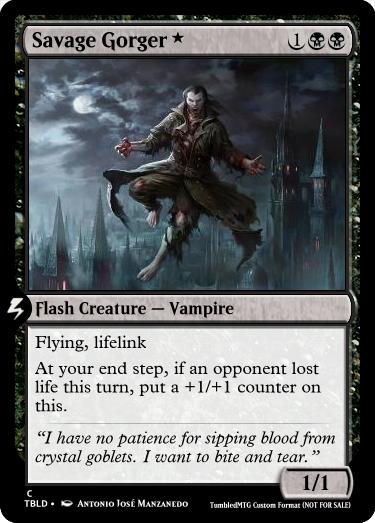 Savage Gorger ★ 1
Flash Creature — Vampire
Flying, lifelink
At your end step, if an opponent lost
life this turn, put a +1/+1 counter on
this.
“I have no patience for sipping blood from
crystal goblets. I want to bite and tear.”
1/1
C
TBLD • Antonio José Manzanedo
TumbledMTG Custom Format (NOT FOR SALE)